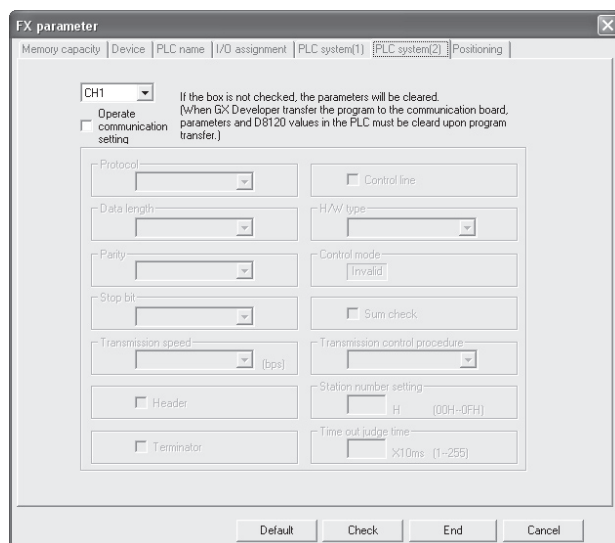 FX parameter
Memory capacity Device PLC name I/O assignment PLC system(1) PLC system(2) Positioning
CH1
If the box is not checked, the parameters will be cleared.
(When GX Developer transfer the program to the communication board,
parameters and D8120 values in the PLC must be cleard upon program
transfer.)
Operate
communication
setting
Protocol
Control line
Data length
H/W type
Parity
Control mode
Invalid
Stop bit
Sum check
Transmission speed
(bps)
Transmission control procedure
Header
Station number setting
H (00H--0FH)
Terminator
Time out judge time
X10ms (1--255)
Default Check End Cancel